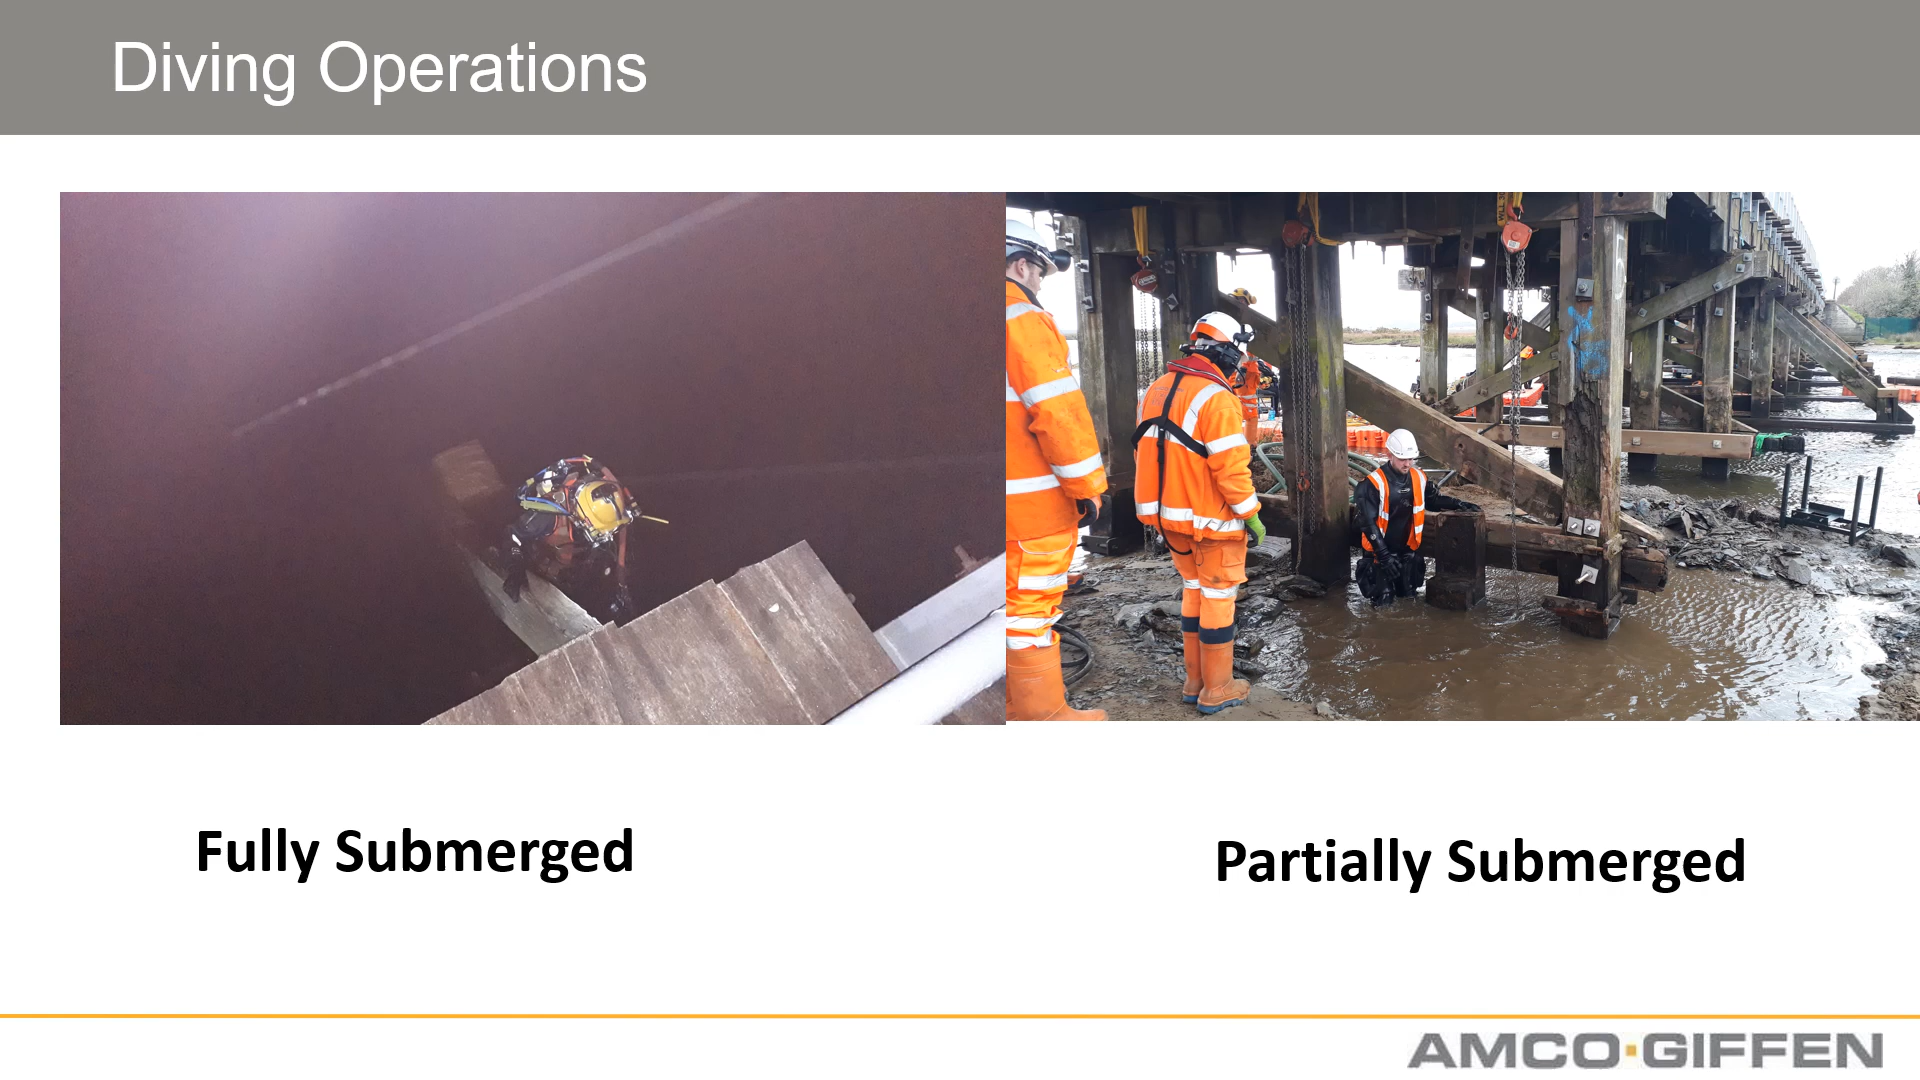 Diving Operations
Fully Submerged
Partially Submerged
AMCO·GIFFEN